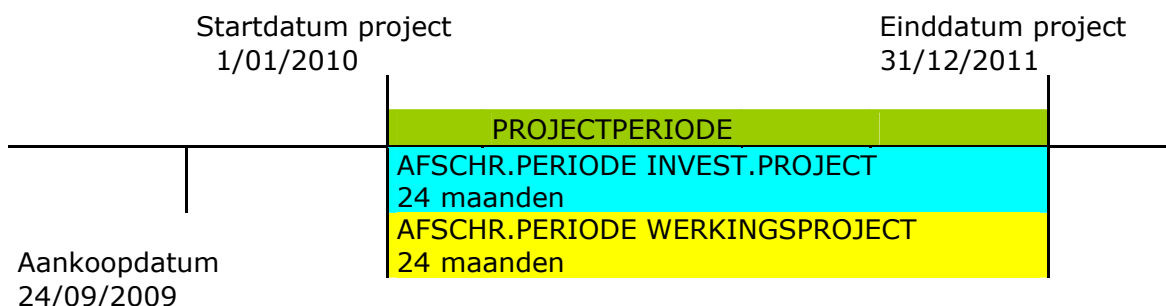 Startdatum project
1/01/2010
Einddatum project
31/12/2011
PROJECTPERIODE
AFSCHR.PERIODE INVEST.PROJECT
24 maanden
AFSCHR.PERIODE WERKINGSPROJECT
24 maanden
Aankoopdatum
24/09/2009